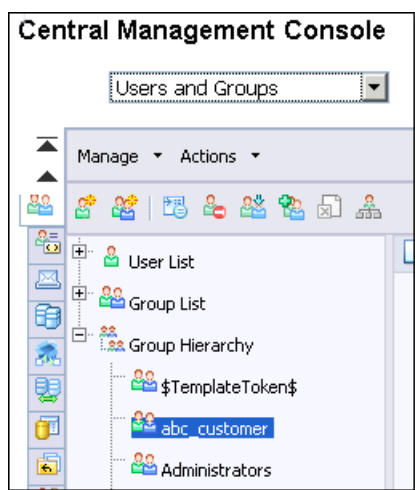 Central Management Console
Users and Groups
Manage Actions
User List
Group List
Group Hierarchy
$TemplateToken$
abc_customer
Administrators